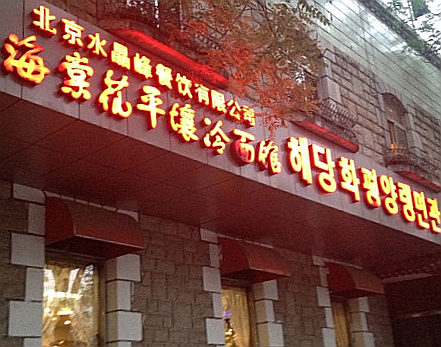 北京水晶峰餐饮有限公司
海棠花平壤冷面馆
해당화평양랭면관